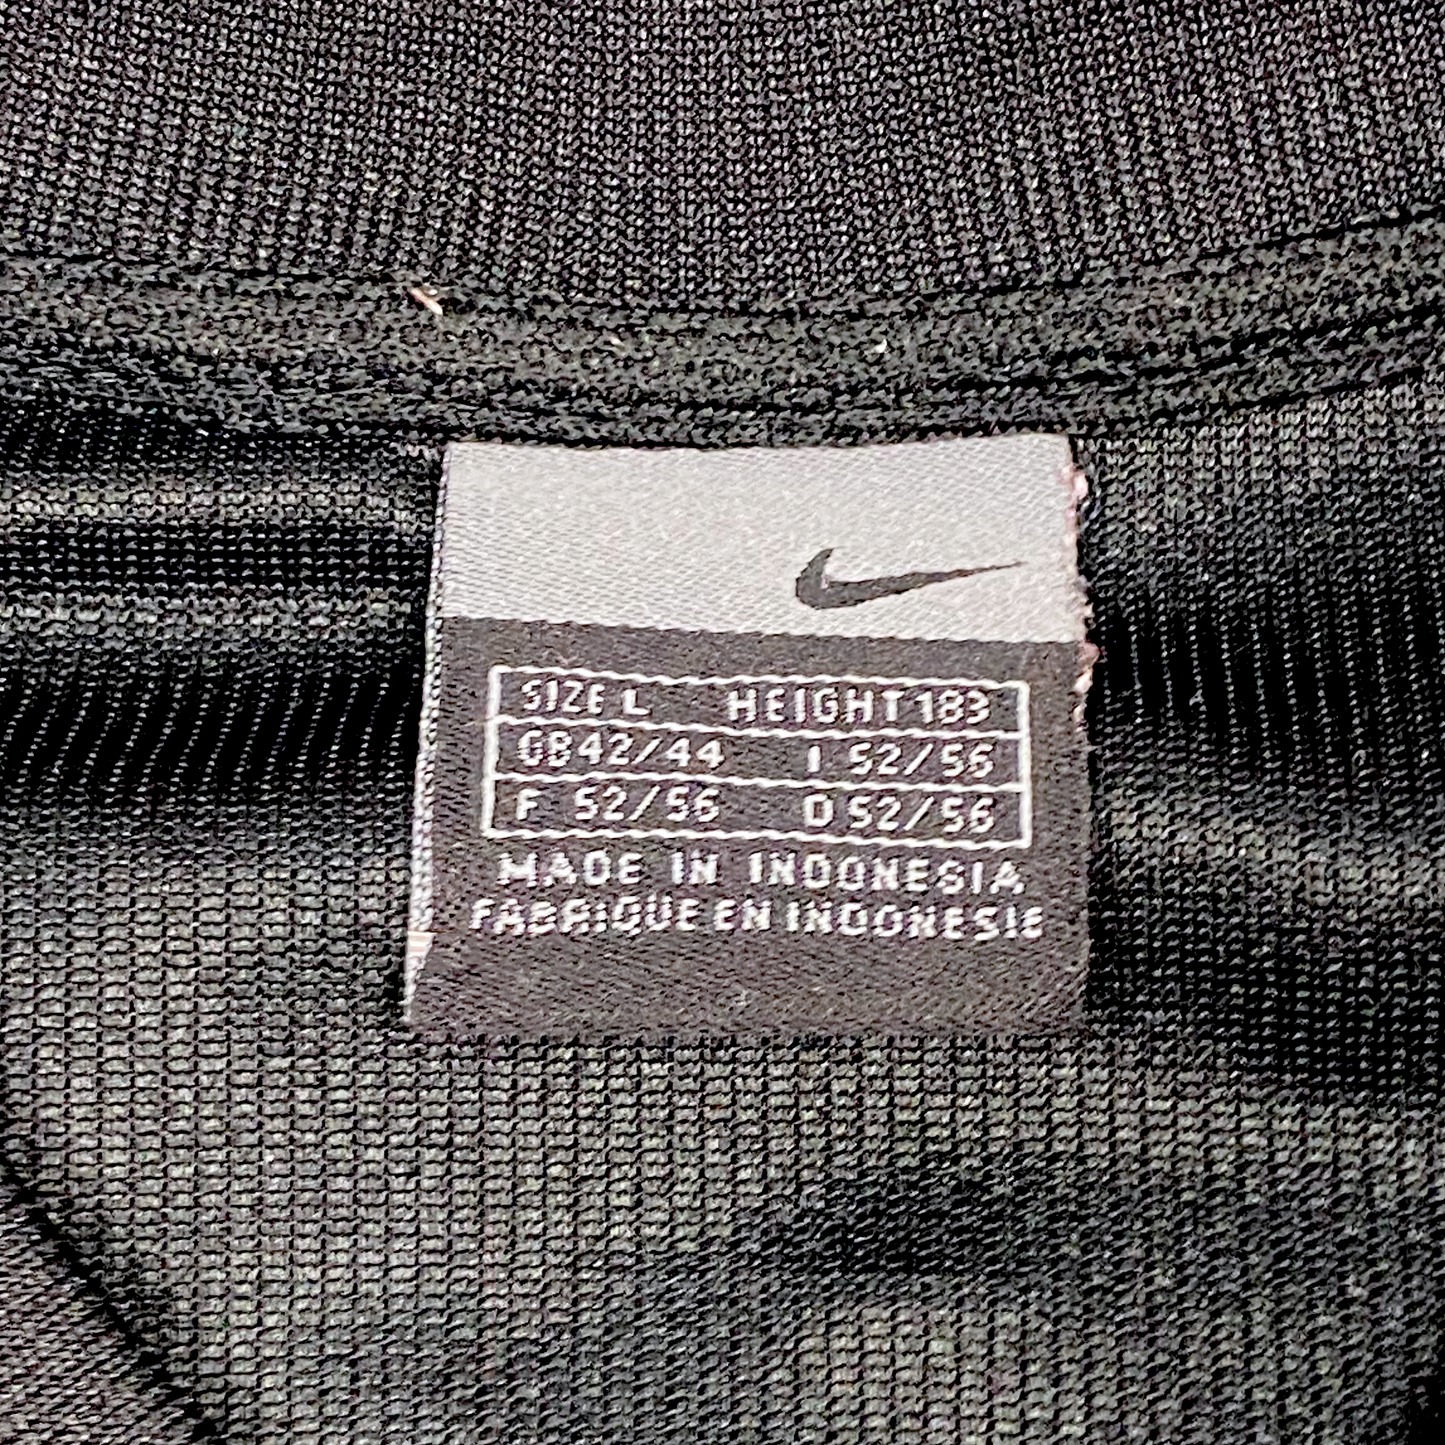 SIZE L HEIGHT 183
GB 42/44 I 52/56
F 52/56 D 52/56
MADE IN INDONESIA
FABRIQUE EN INDONESIE